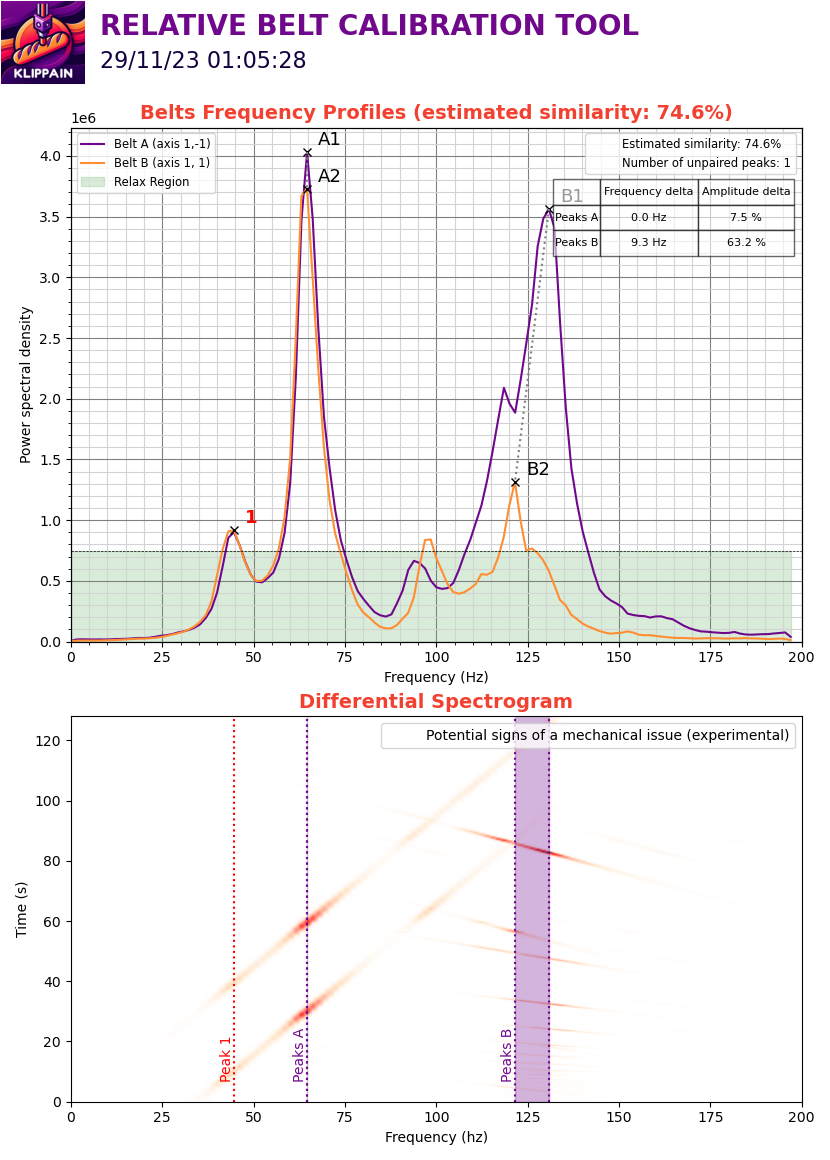 RELATIVE BELT CALIBRATION TOOL
29/11/23 01:05:28
KLIPPAIN
Belts Frequency Profiles (estimated similarity: 74.6%)
1e6
Belt A (axis 1,-1)
Belt B (axis 1, 1)
Relax Region
Estimated similarity: 74.6%
Number of unpaired peaks: 1
Frequency delta Amplitude delta
Peaks A 0.0 Hz 7.5 %
Peaks B 9.3 Hz 63.2 %
A1
A2
B1
B2
1
4.0
3.5
3.0
2.5
2.0
1.5
1.0
0.5
0.0
Power spectral density
0 25 50 75 100 125 150 175 200
Frequency (Hz)
Differential Spectrogram
Potential signs of a mechanical issue (experimental)
120
100
80
60
40
20
0
Time (s)
Peak 1
Peaks A
Peaks B
0 25 50 75 100 125 150 175 200
Frequency (hz)